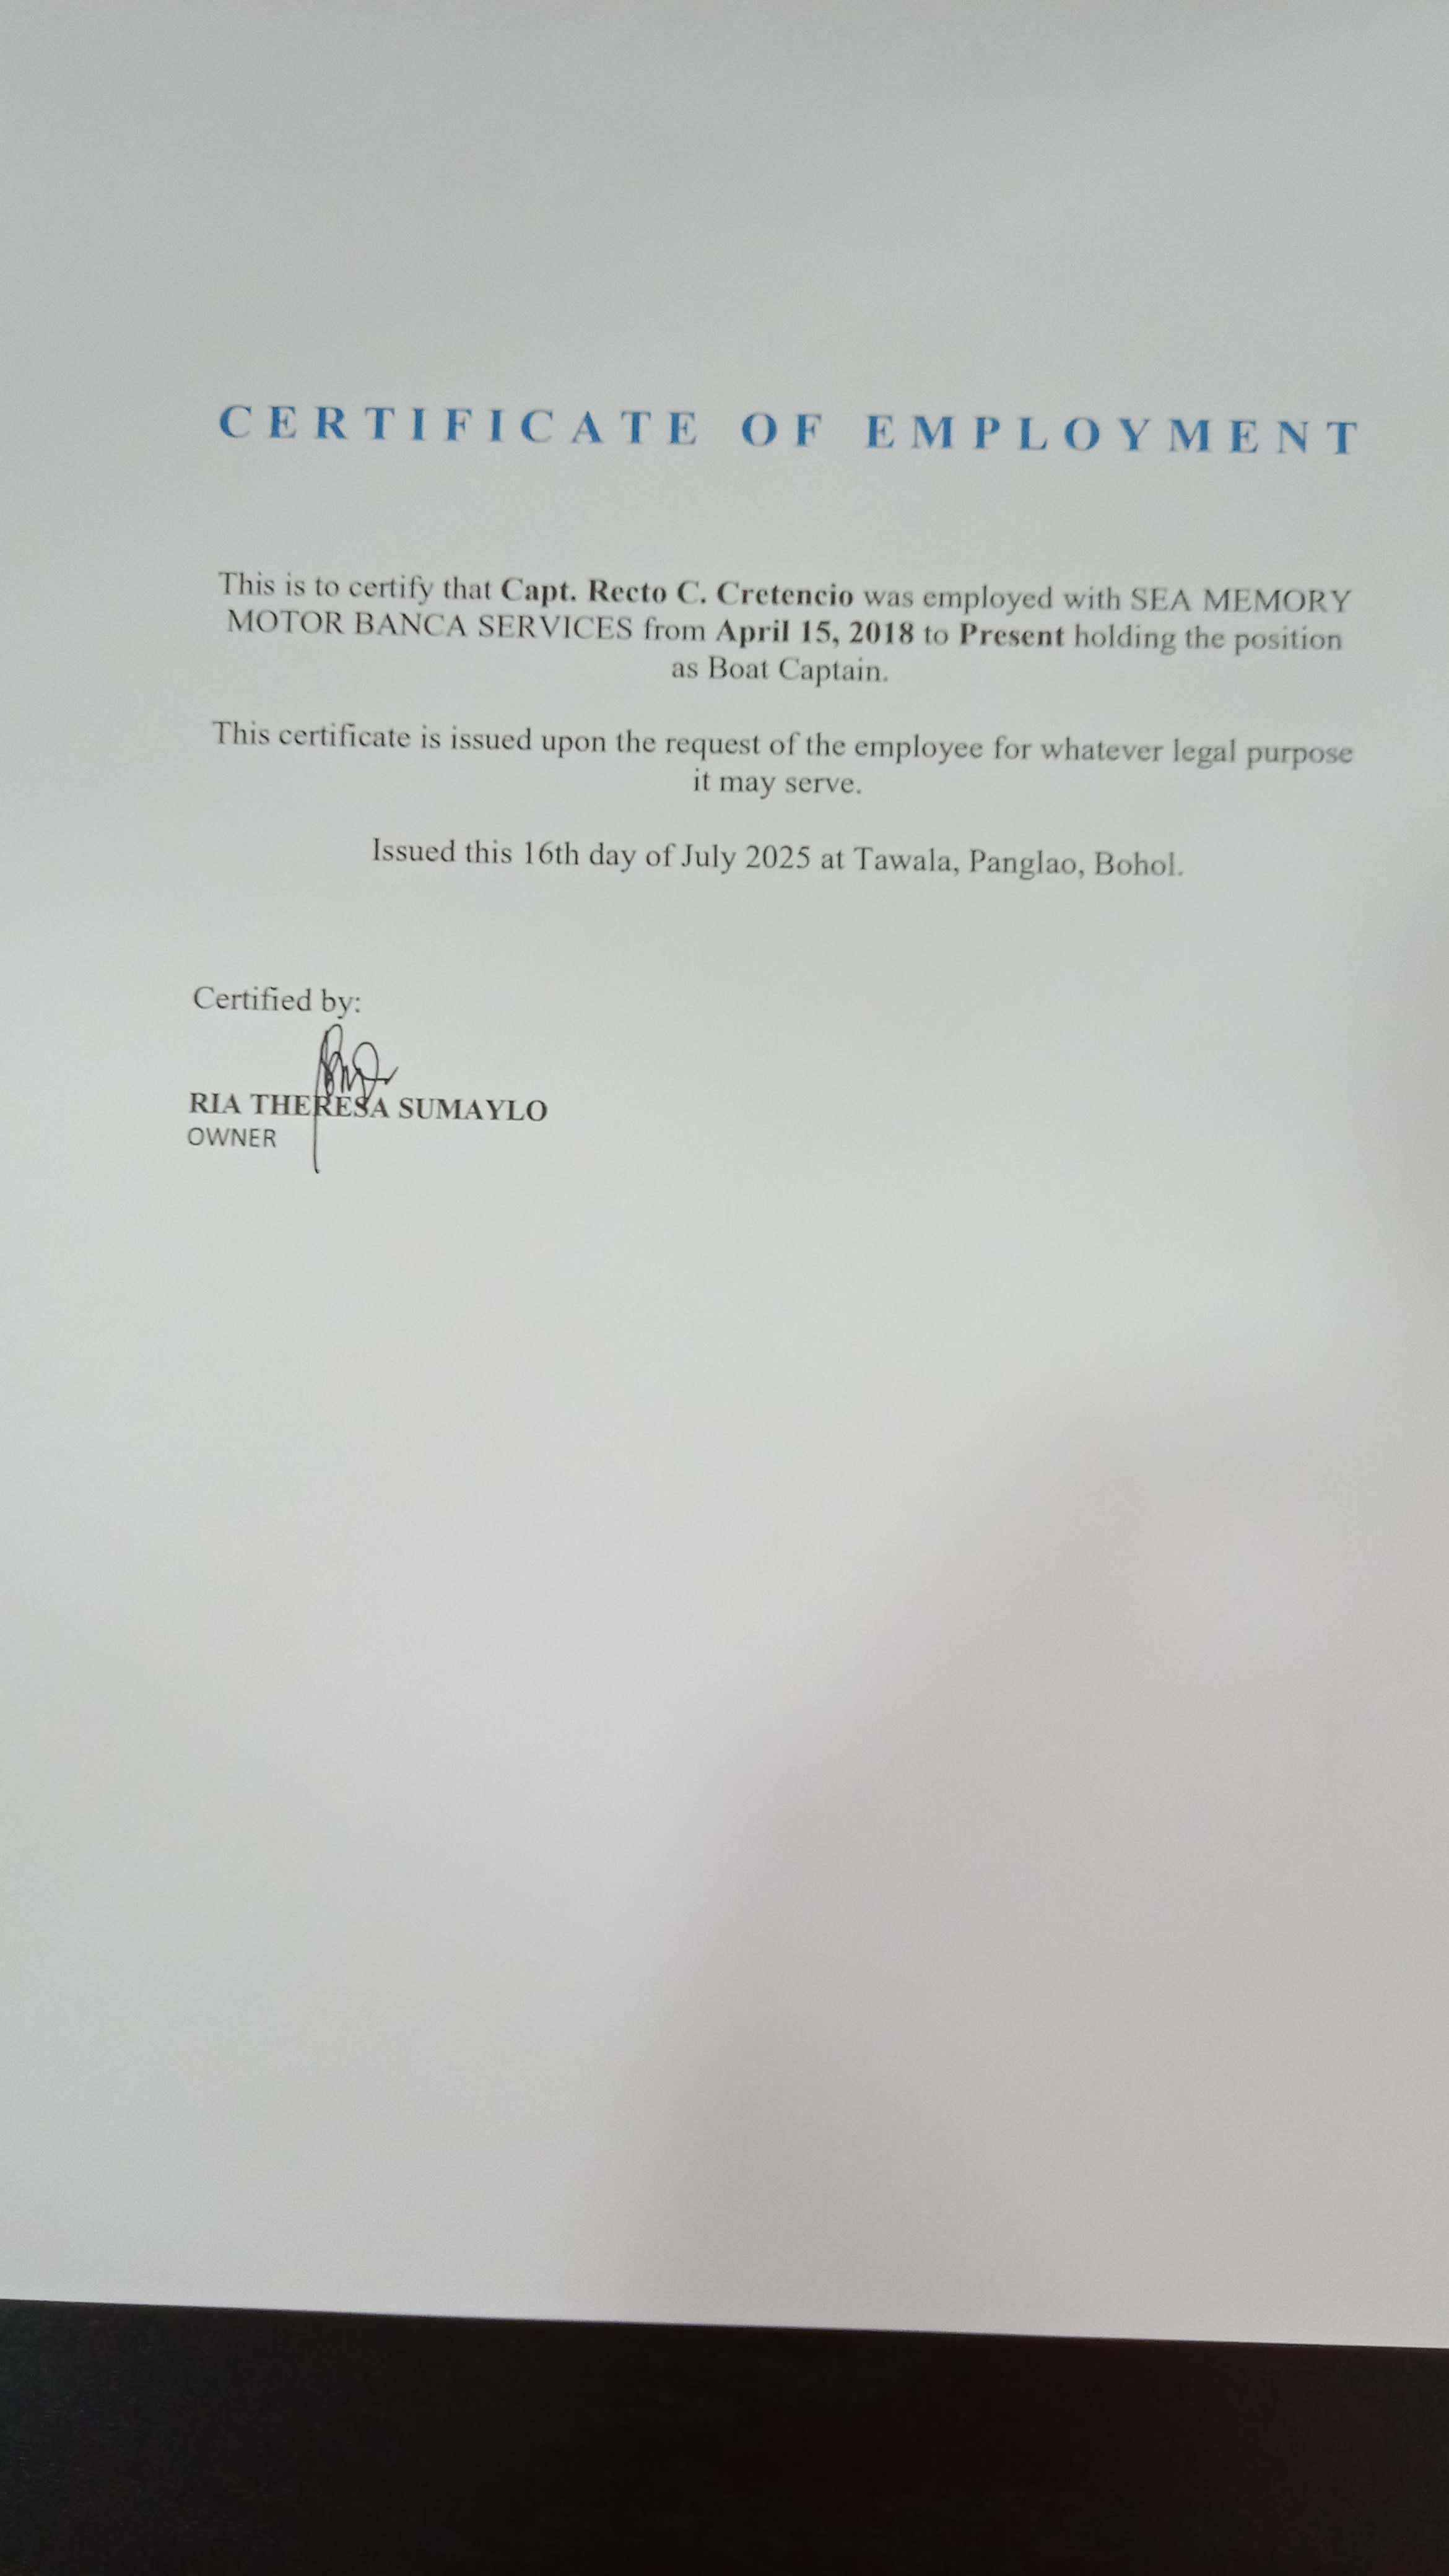 CERTIFICATE OF EMPLOYMENT
This is to certify that Capt. Recto C. Cretencio was employed with SEA MEMORY
MOTOR BANCA SERVICES from April 15, 2018 to Present holding the position
as Boat Captain.
This certificate is issued upon the request of the employee for whatever legal purpose
it may serve.
Issued this 16th day of July 2025 at Tawala, Panglao, Bohol.
Certified by:
RIA THERESA SUMAYLO
OWNER